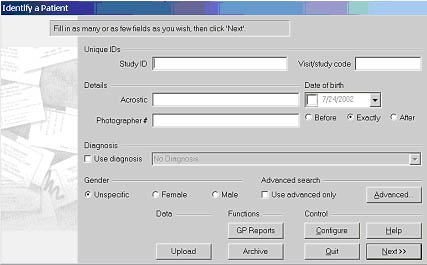 Identify a Patient
Fill in as many or as few fields as you wish, then click 'Next'.
Unique IDs
Study ID
Visit/study code
Details
Date of birth
Acrostic
7/24/2002
Photographer #
Before
Exactly
After
Diagnosis
Use diagnosis
No Diagnosis
Gender
Advanced search
Unspecific
Female
Male
Use advanced only
Advanced...
Data
Functions
Control
GP Reports
Configure
Help
Upload
Archive
Quit
Next >>